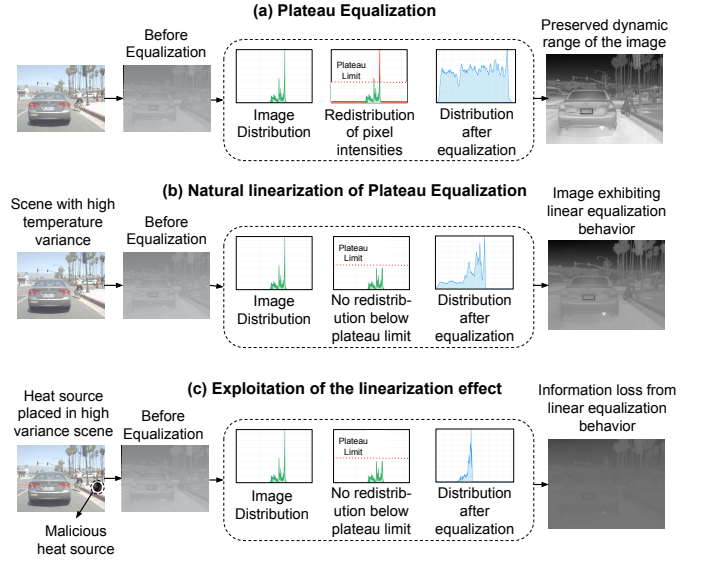 (a) Plateau Equalization
Before
Equalization
Preserved dynamic
range of the image
Plateau
Limit
Image
Distribution
Redistribution
of pixel
intensities
Distribution
after
equalization
(b) Natural linearization of Plateau Equalization
Scene with high
temperature
variance
Before
Equalization
Image exhibiting
linear equalization
behavior
Plateau
Limit
Image
Distribution
No redistrib-
ution below
plateau limit
Distribution
after
equalization
(c) Exploitation of the linearization effect
Heat source
placed in high
variance scene
Before
Equalization
Information loss from
linear equalization
behavior
Plateau
Limit
Image
Distribution
No redistrib-
ution below
plateau limit
Distribution
after
equalization
Malicious
heat source